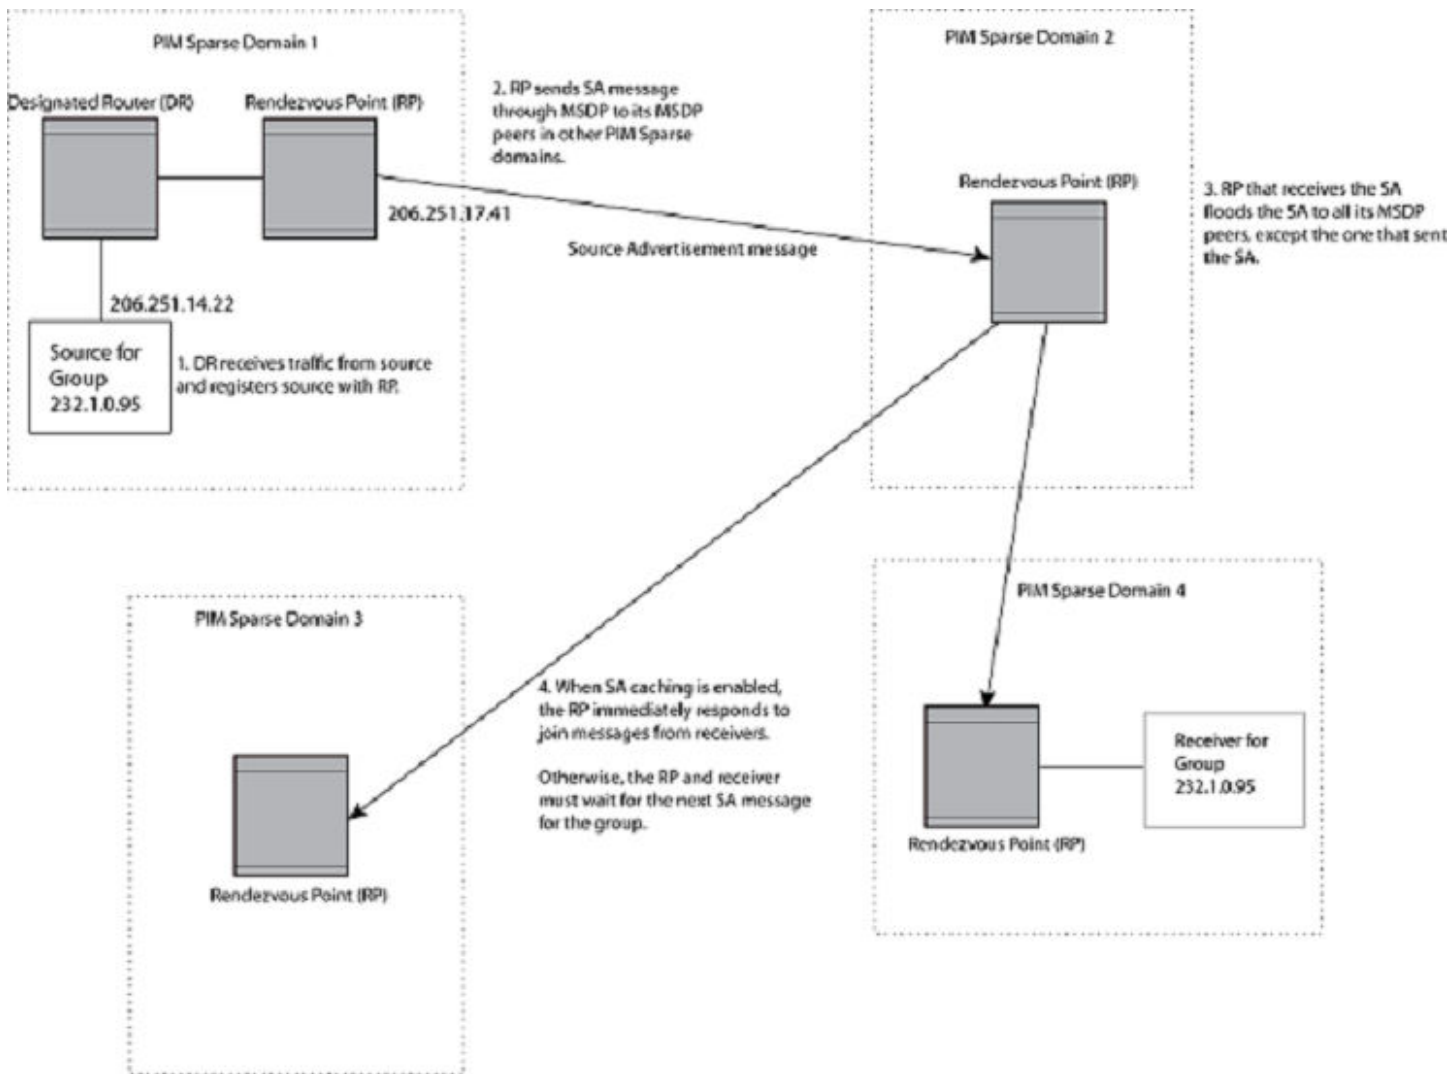 PIM Sparse Domain 1
Designated Router (DR)
Rendezvous Point (RP)
206.251.17.41
206.251.14.22
Source for
Group
232.1.0.95
1. DR receives traffic from source
and registers source with RP.
2. RP sends SA message
through MSDP to its MSDP
peers in other PIM Sparse
domains.
Source Advertisement message
PIM Sparse Domain 2
Rendezvous Point (RP)
3. RP that receives the SA
floods the SA to all its MSDP
peers, except the one that sent
the SA.
PIM Sparse Domain 3
Rendezvous Point (RP)
4. When SA caching is enabled,
the RP immediately responds to
join messages from receivers.
Otherwise, the RP and receiver
must wait for the next SA message
for the group.
PIM Sparse Domain 4
Rendezvous Point (RP)
Receiver for
Group
232.1.0.95